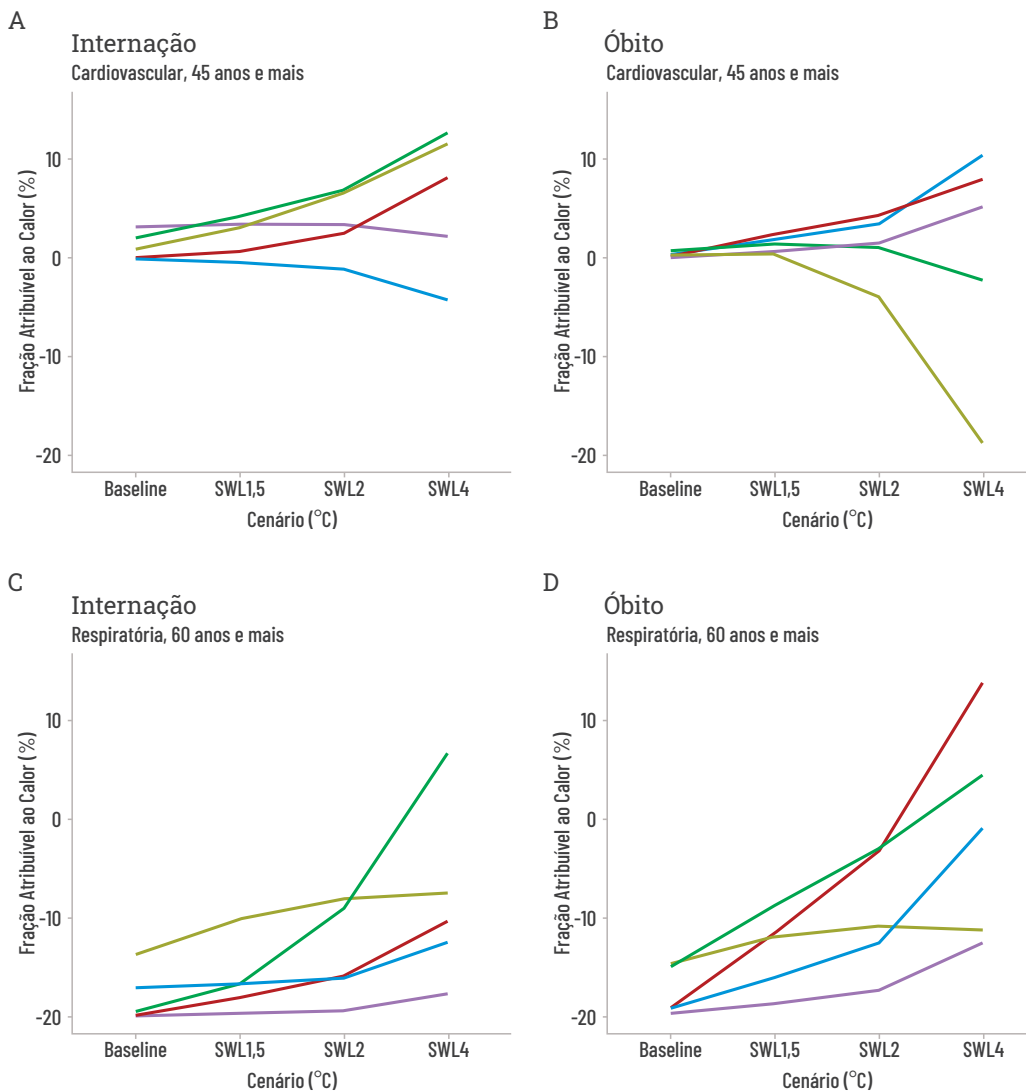 A
Internação
Cardiovascular, 45 anos e mais
Fração Atribuível ao Calor (%)
10
0
-10
-20
Baseline SWL1,5 SWL2 SWL4
Cenário (°C)
B
Óbito
Cardiovascular, 45 anos e mais
Fração Atribuível ao Calor (%)
10
0
-10
-20
Baseline SWL1,5 SWL2 SWL4
Cenário (°C)
C
Internação
Respiratória, 60 anos e mais
Fração Atribuível ao Calor (%)
10
0
-10
-20
Baseline SWL1,5 SWL2 SWL4
Cenário (°C)
D
Óbito
Respiratória, 60 anos e mais
Fração Atribuível ao Calor (%)
10
0
-10
-20
Baseline SWL1,5 SWL2 SWL4
Cenário (°C)